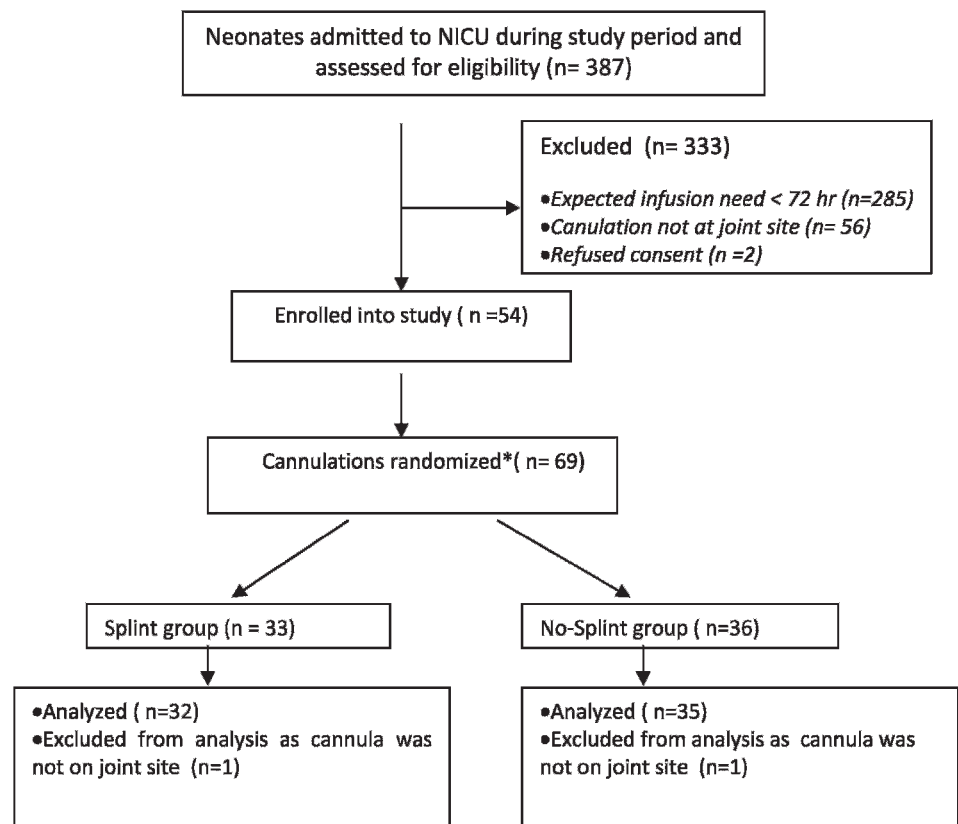 Neonates admitted to NICU during study period and
assessed for eligibility (n= 387)
Excluded (n= 333)
•Expected infusion need < 72 hr (n=285)
•Canulation not at joint site (n= 56)
•Refused consent (n =2)
Enrolled into study ( n =54)
Cannulations randomized*( n= 69)
Splint group (n = 33)
No-Splint group ( n=36)
•Analyzed ( n=32)
•Excluded from analysis as cannula was
not on joint site (n=1)
•Analyzed ( n=35)
•Excluded from analysis as cannula was
not on joint site (n=1)